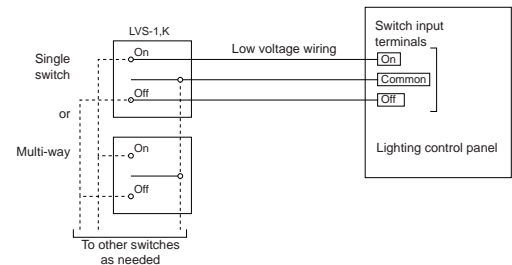 LVS-1,K
Single
switch
or
Multi-way
On
Off
On
Off
Low voltage wiring
Switch input
terminals
On
Common
Off
Lighting control panel
To other switches
as needed